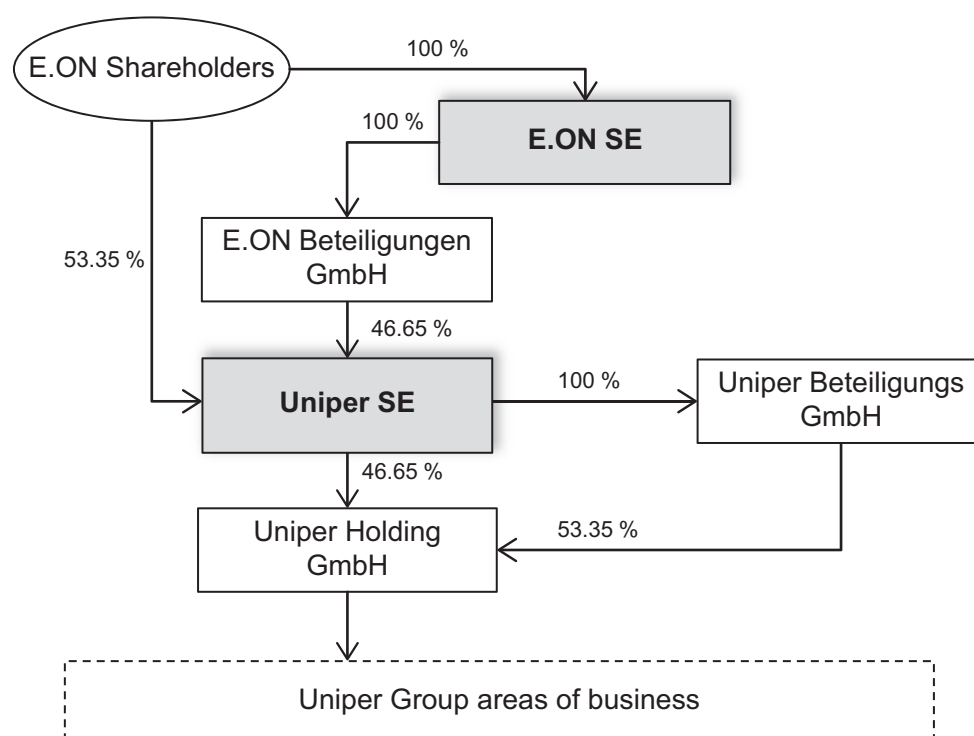 100 %
E.ON Shareholders
100 %
E.ON SE
E.ON Beteiligungen
GmbH
53.35 %
46.65 %
Uniper SE
100 %
Uniper Beteiligungs
GmbH
46.65 %
Uniper Holding
GmbH
53.35 %
Uniper Group areas of business